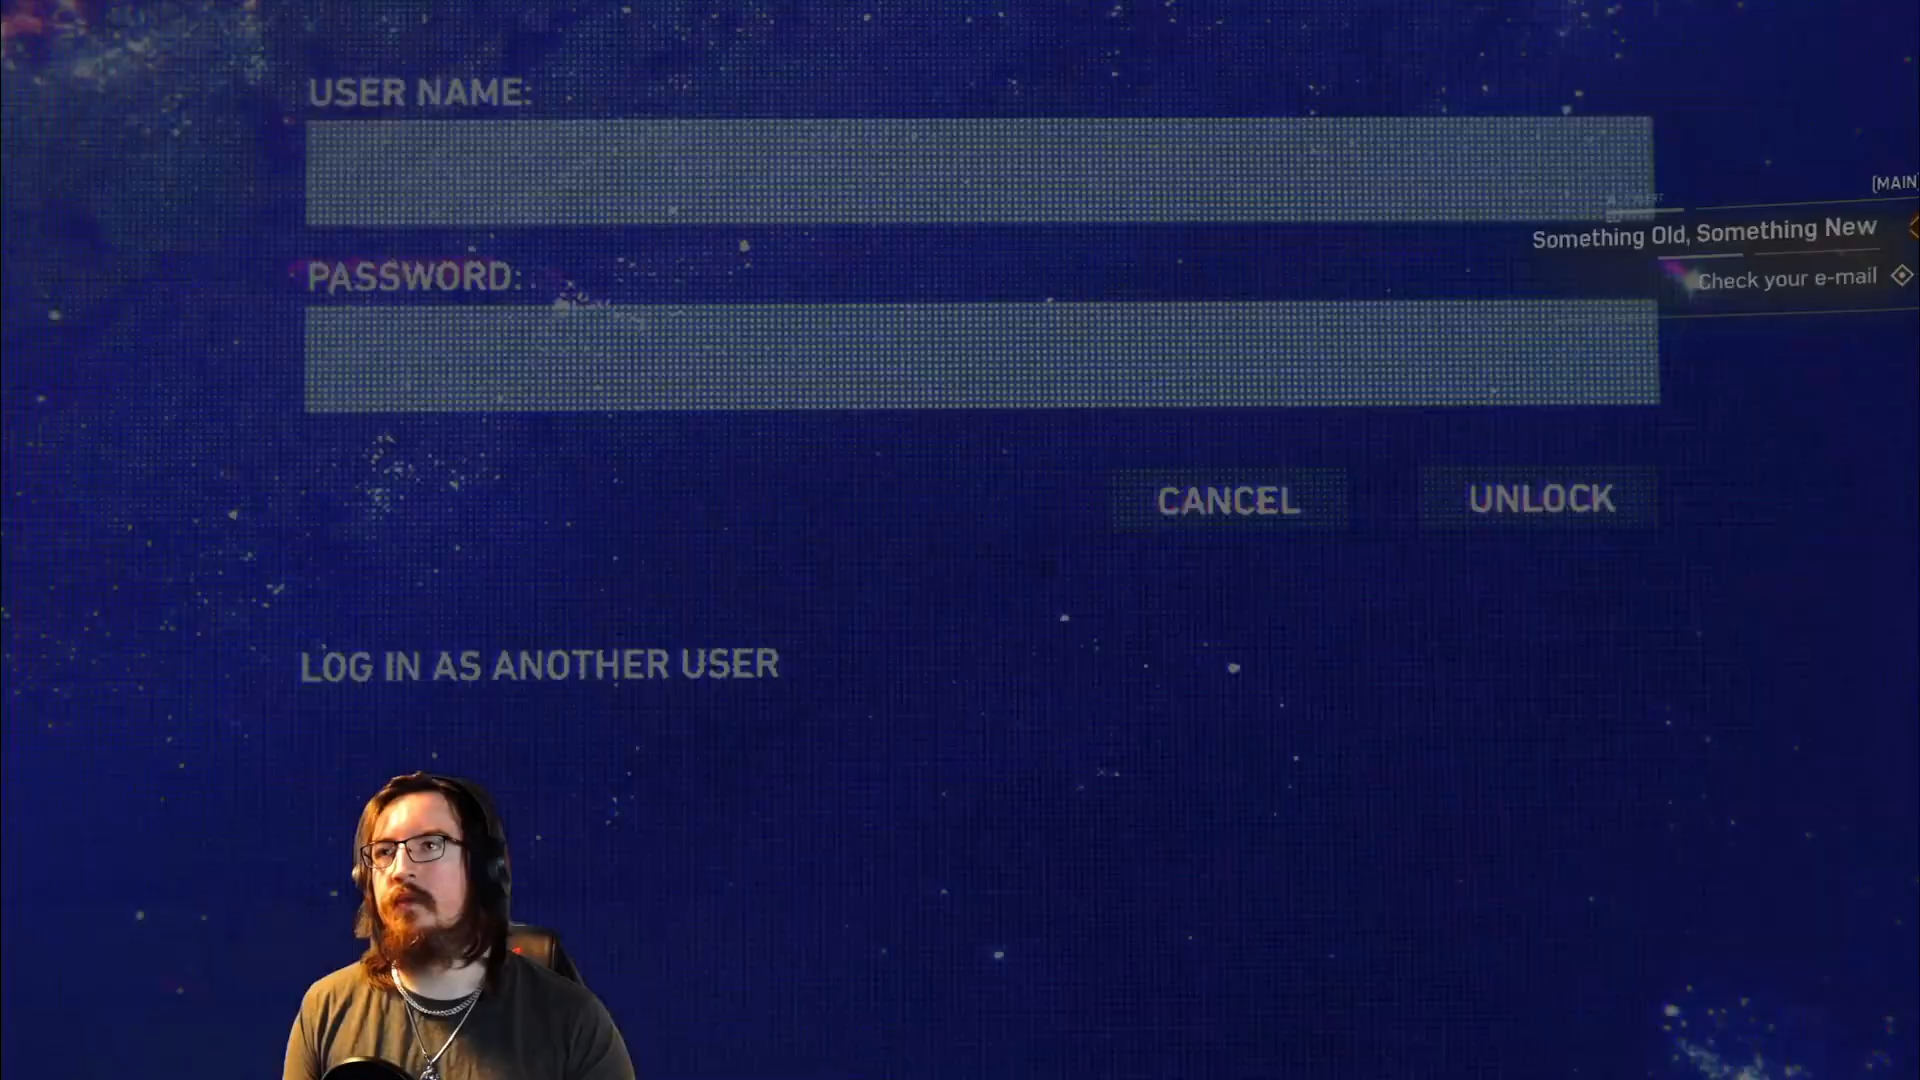 USER NAME:
[MAIN
Something Old, Something New
PASSWORD:
Check your e-mail
CANCEL
UNLOCK
LOG IN AS ANOTHER USER